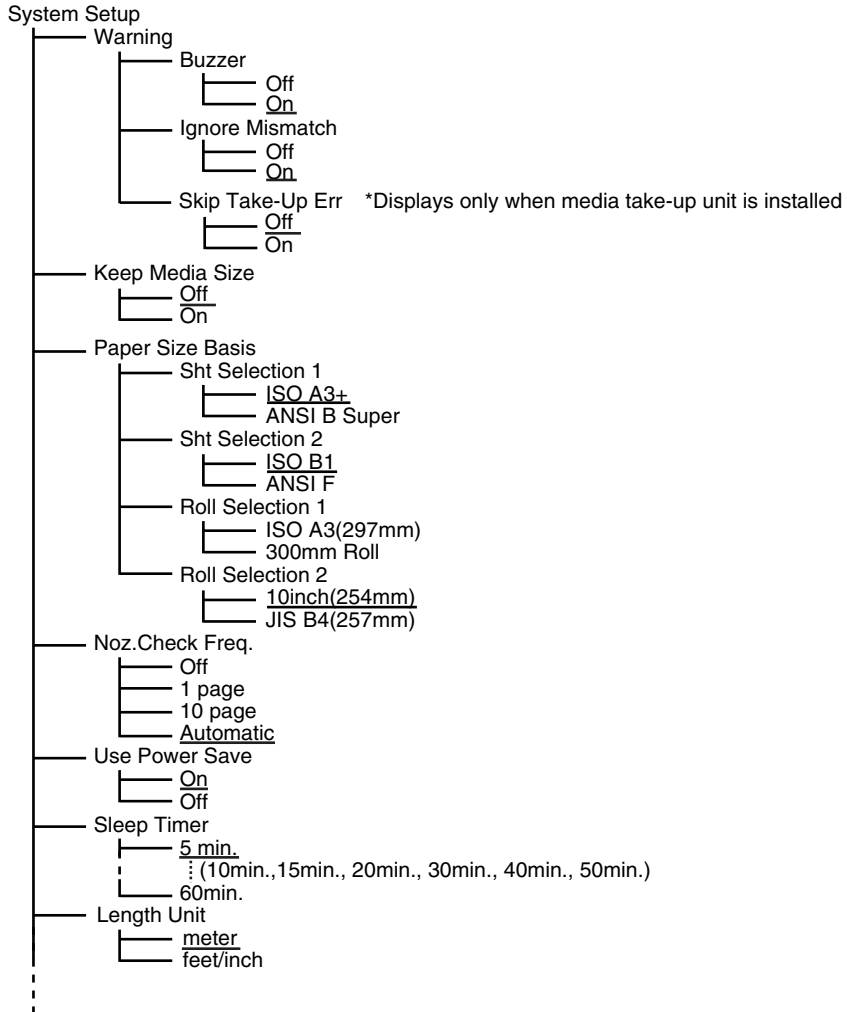 System Setup
Warning
Buzzer
Off
On
Ignore Mismatch
Off
On
Skip Take-Up Err *Displays only when media take-up unit is installed
Off
On
Keep Media Size
Off
On
Paper Size Basis
Sht Selection 1
ISO A3+
ANSI B Super
Sht Selection 2
ISO B1
ANSI F
Roll Selection 1
ISO A3(297mm)
300mm Roll
Roll Selection 2
10inch(254mm)
JIS B4(257mm)
Noz.Check Freq.
Off
1 page
10 page
Automatic
Use Power Save
On
Off
Sleep Timer
5 min.
(10min.,15min., 20min., 30min., 40min., 50min.)
60min.
Length Unit
meter
feet/inch